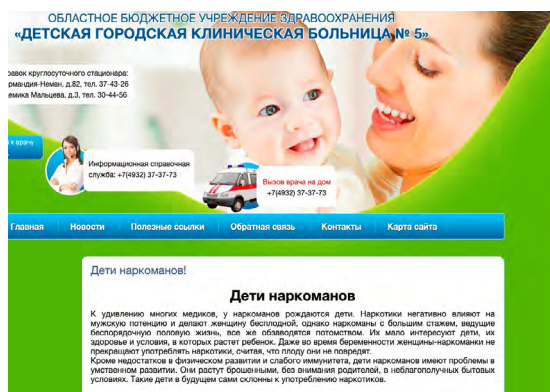 ОБЛАСТНОЕ БЮДЖЕТНОЕ УЧРЕЖДЕНИЕ ЗДРАВООХРАНЕНИЯ
«ДЕТСКАЯ ГОРОДСКАЯ КЛИНИЧЕСКАЯ БОЛЬНИЦА № 5»
равок круглосуточного стационара:
рмандия-Неман, д.82, тел. 37-43-26
демика Мальцева, д.3, тел. 30-44-56
к врачу
Информационная справочная
служба: +7(4932) 37-37-73
Вызов врача на дом
+7(4932) 37-37-73
Главная Новости Полезные ссылки Обратная связь Контакты Карта сайта
Дети наркоманов!
Дети наркоманов
К удивлению многих медиков, у наркоманов рождаются дети. Наркотики негативно влияют на
мужскую потенцию и делают женщину бесплодной, однако наркоманы с большим стажем, ведущие
беспорядочную половую жизнь, все же обзаводятся потомством. Их мало интересуют дети, их
здоровье и условия, в которых растет ребенок. Даже во время беременности женщины-наркоманки не
прекращают употреблять наркотики, считая, что плоду они не повредят.
Кроме недостатков в физическом развитии и слабого иммунитета, дети наркоманов имеют проблемы в
умственном развитии. Они растут брошенными, без внимания родителей, в неблагополучных бытовых
условиях. Такие дети в будущем сами склонны к употреблению наркотиков.